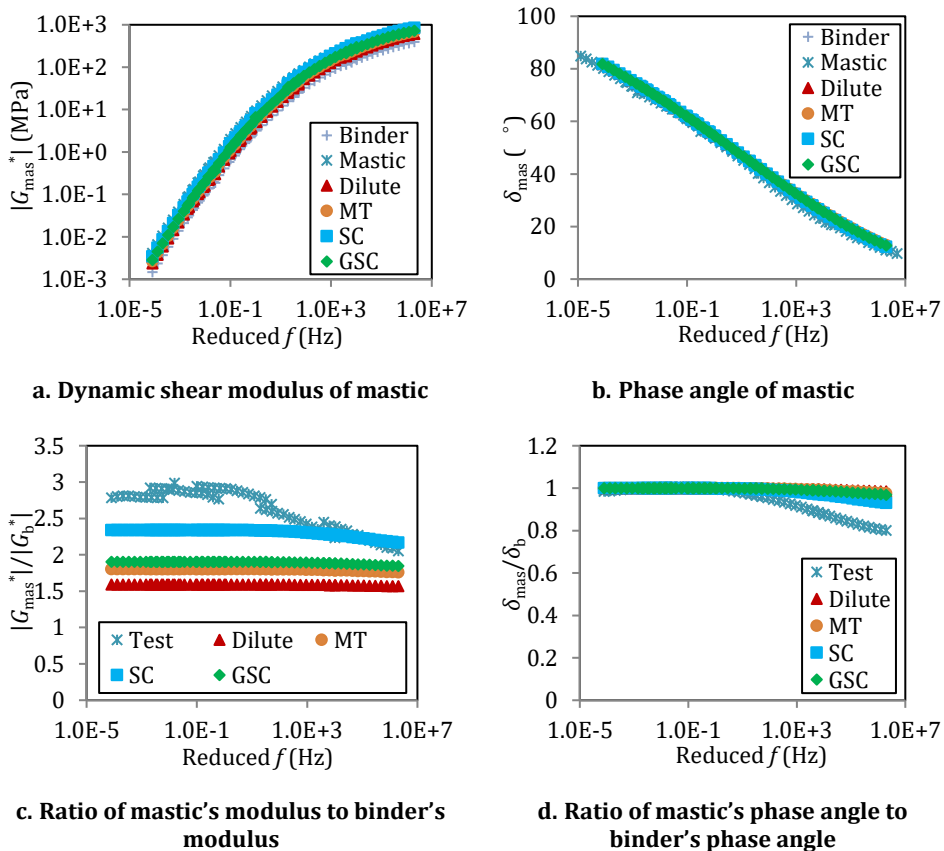 1.0E+3
1.0E+2
1.0E+1
1.0E+0
1.0E-1
1.0E-2
1.0E-3
|G*mas| (MPa)
Binder
Mastic
Dilute
MT
SC
GSC
1.0E-5 1.0E-1 1.0E+3 1.0E+7
Reduced f (Hz)
a. Dynamic shear modulus of mastic
100
80
60
40
20
0
δmas ( °)
Binder
Mastic
Dilute
MT
SC
GSC
1.0E-5 1.0E-1 1.0E+3 1.0E+7
Reduced f (Hz)
b. Phase angle of mastic
3.5
3
2.5
2
1.5
1
0.5
0
|G*mas|/|G*b|
Test Dilute MT
SC GSC
1.0E-5 1.0E-1 1.0E+3 1.0E+7
Reduced f (Hz)
c. Ratio of mastic's modulus to binder's
modulus
1.2
1
0.8
0.6
0.4
0.2
0
δmas/δb
Test
Dilute
MT
SC
GSC
1.0E-5 1.0E-1 1.0E+3 1.0E+7
Reduced f (Hz)
d. Ratio of mastic's phase angle to
binder's phase angle